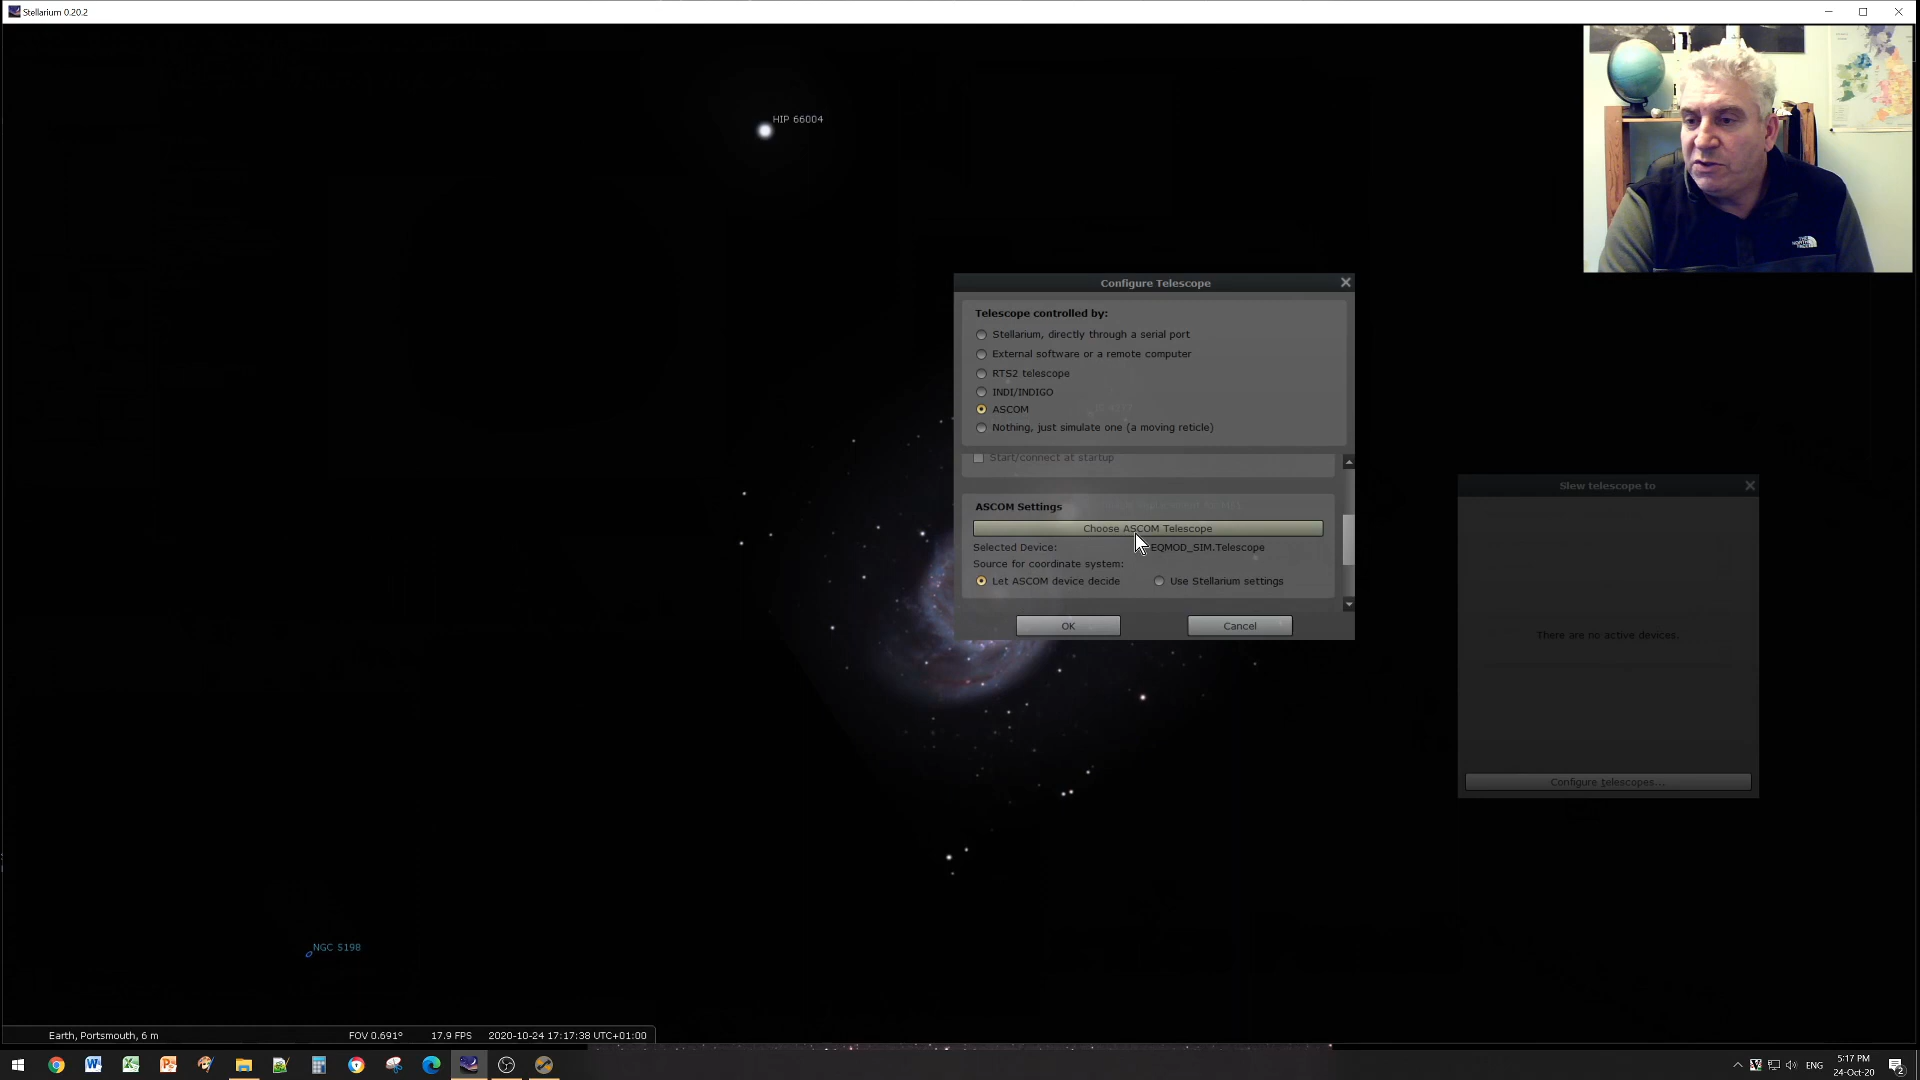 Stellarium 0.20.2
HIP 66004
THE NORTH FACE
Configure Telescope
Telescope controlled by:
Stellarium, directly through a serial port
External software or a remote computer
RTS2 telescope
INDI/INDIGO
ASCOM
Nothing, just simulate one (a moving reticle)
Start/connect at startup
ASCOM Settings
Choose ASCOM Telescope
Selected Device: EQMOD_SIM.Telescope
Source for coordinate system:
Let ASCOM device decide Use Stellarium settings
OK Cancel
Slew telescope to
There are no active devices.
Configure telescopes...
NGC 5198
Earth, Portsmouth, 6 m FOV 0.691° 17.9 FPS 2020-10-24 17:17:38 UTC+01:00
ENG
5:17 PM
24-Oct-20
2